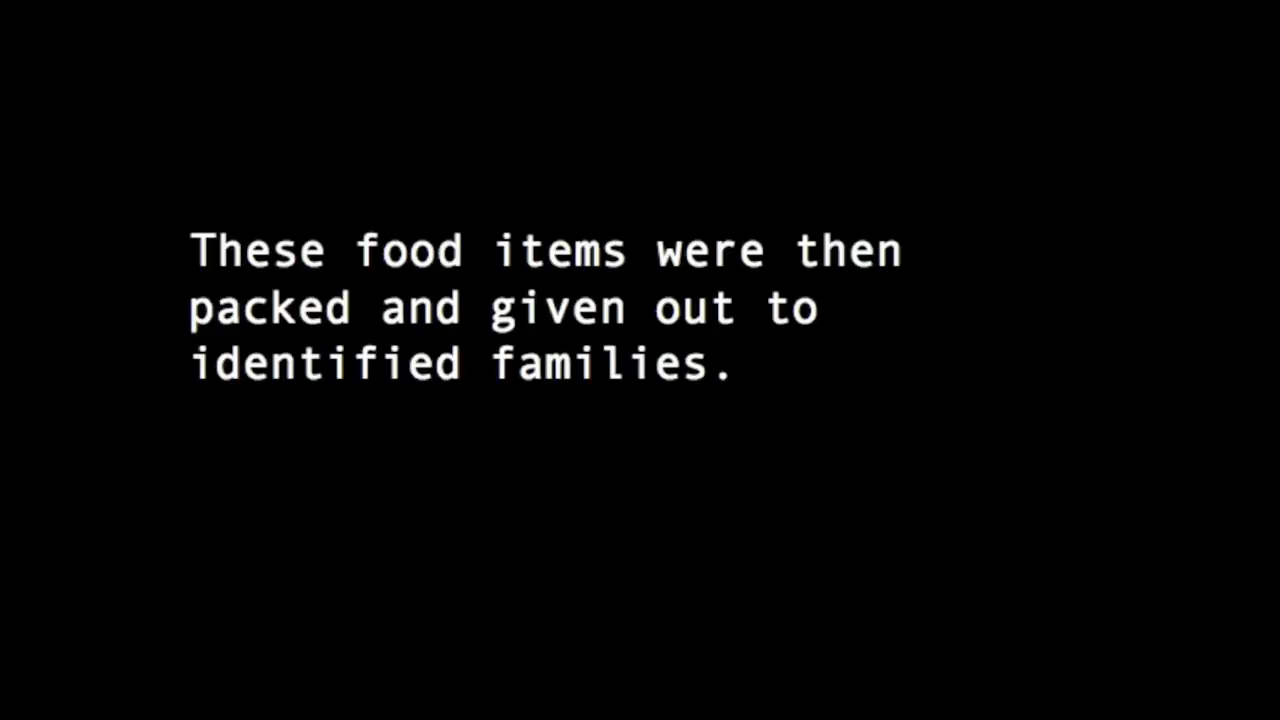 These food items were then
packed and given out to
identified families.